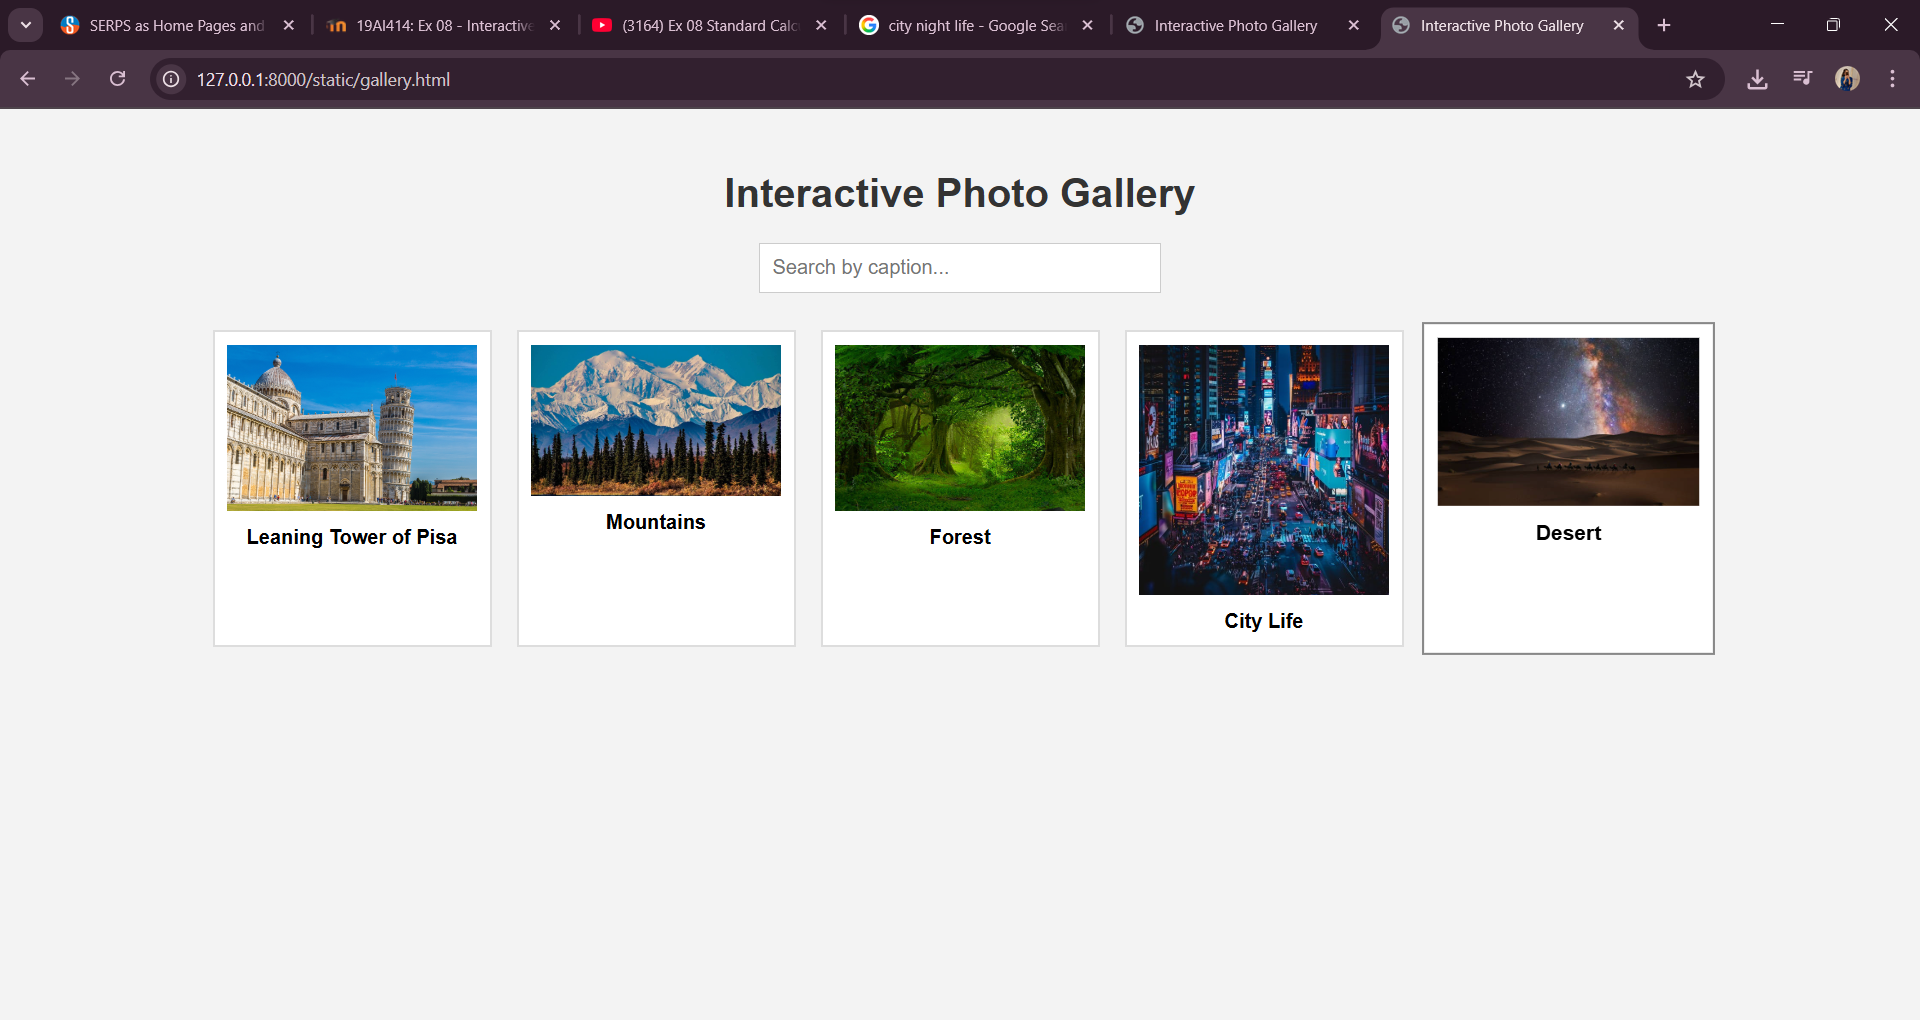 SERPS as Home Pages and
19AI414: Ex 08 - Interactive
(3164) Ex 08 Standard Calc
city night life - Google Sea
Interactive Photo Gallery
Interactive Photo Gallery
127.0.0.1:8000/static/gallery.html
Interactive Photo Gallery
Search by caption...
Leaning Tower of Pisa
Mountains
Forest
City Life
Desert